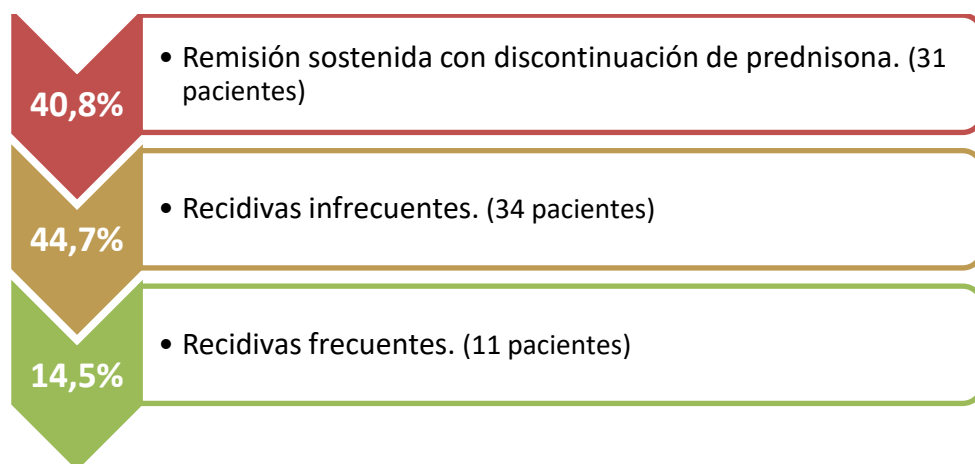 40,8%
• Remisión sostenida con discontinuación de prednisona. (31
pacientes)
44,7%
• Recidivas infrecuentes. (34 pacientes)
14,5%
• Recidivas frecuentes. (11 pacientes)